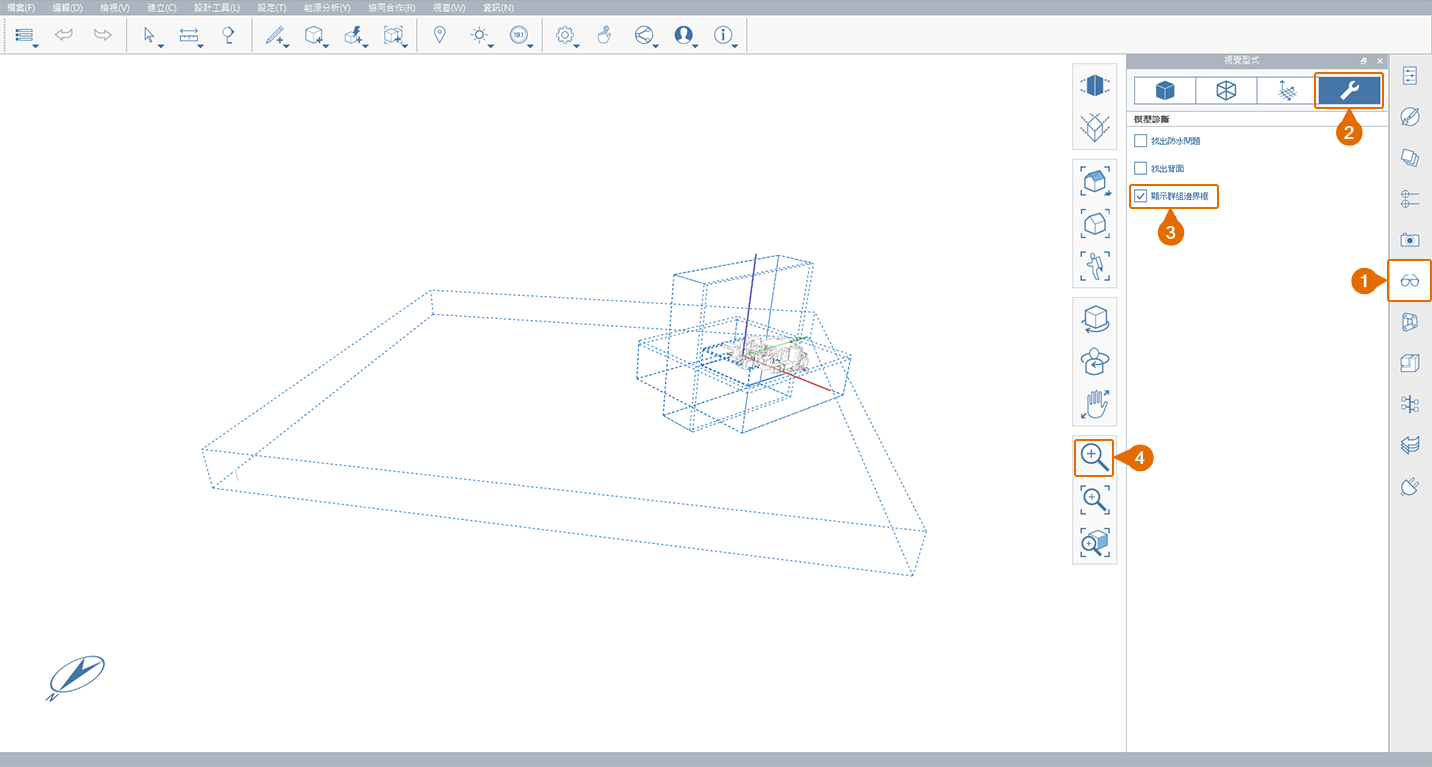 檔案(F) 編輯(D) 檢視(V) 建立(C) 設計工具(L) 設定(T) 能源分析(Y) 協同合作(R) 視窗(W) 資訊(N)
19.1
視覺型式
模型診斷
2
找出防水問題
找出背面
顯示群組邊界框
3
1
4
N